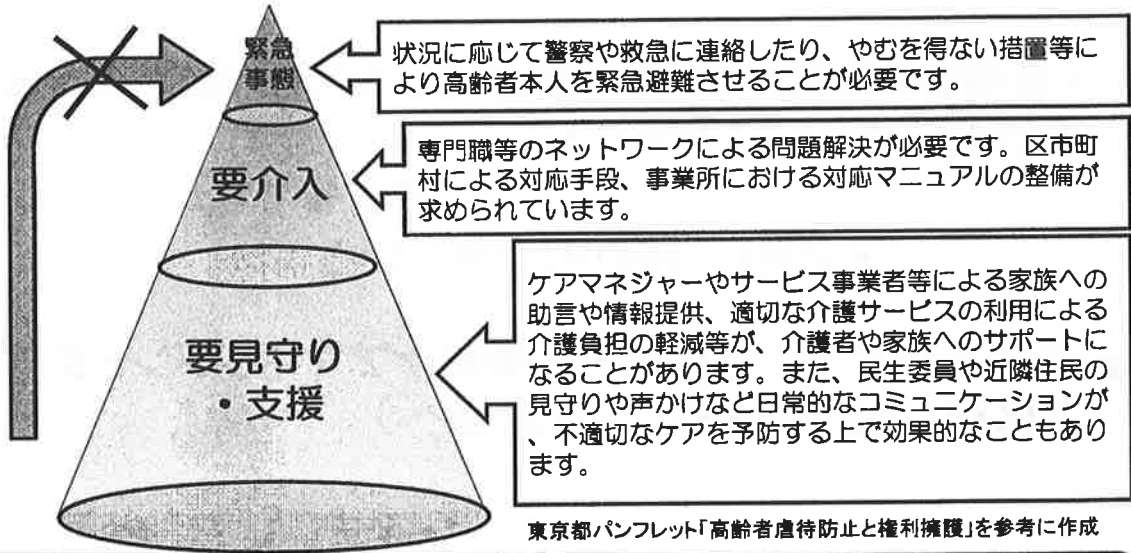 緊急
事態
状況に応じて警察や救急に連絡したり、やむを得ない措置等に
より高齢者本人を緊急避難させることが必要です。
要介入
専門職等のネットワークによる問題解決が必要です。区市町
村による対応手段、事業所における対応マニュアルの整備が
求められています。
要見守り
・支援
ケアマネジャーやサービス事業者等による家族への
助言や情報提供、適切な介護サービスの利用による
介護負担の軽減等が、介護者や家族へのサポートに
なることがあります。また、民生委員や近隣住民の
見守りや声かけなど日常的なコミュニケーションが
、不適切なケアを予防する上で効果的なこともあり
ます。
東京都パンフレット「高齢者虐待防止と権利擁護」を参考に作成